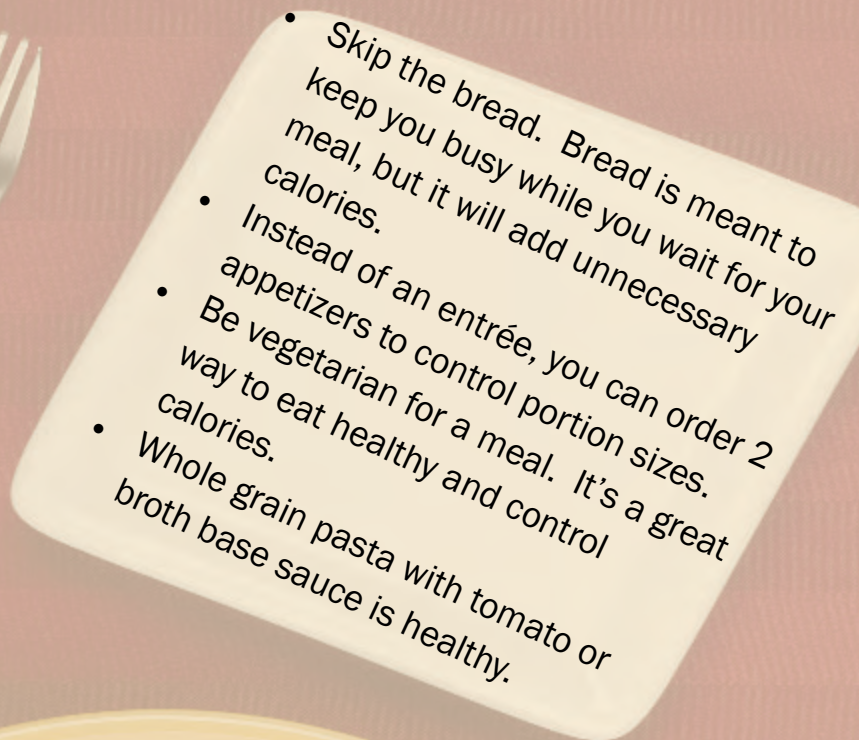 • Skip the bread.  Bread is meant to
keep you busy while you wait for your
meal, but it will add unnecessary
calories.
• Instead of an entrée, you can order 2
appetizers to control portion sizes.
• Be vegetarian for a meal.  It’s a great
way to eat healthy and control
calories.
• Whole grain pasta with tomato or
broth base sauce is healthy.